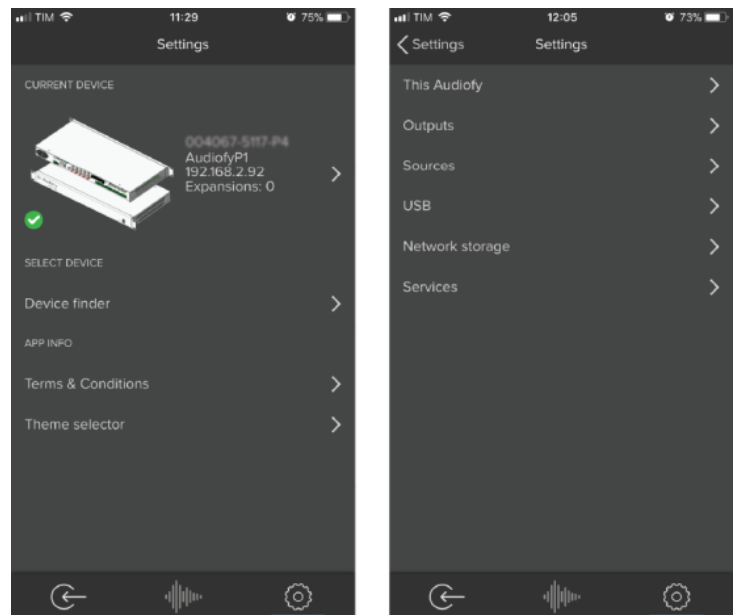 TIM
11:29
75%
Settings
CURRENT DEVICE
AudiofyP1
192.168.2.92
Expansions: 0
SELECT DEVICE
Device finder
APP INFO
Terms & Conditions
Theme selector
TIM
12:05
73%
Settings
Settings
This Audiofy
Outputs
Sources
USB
Network storage
Services